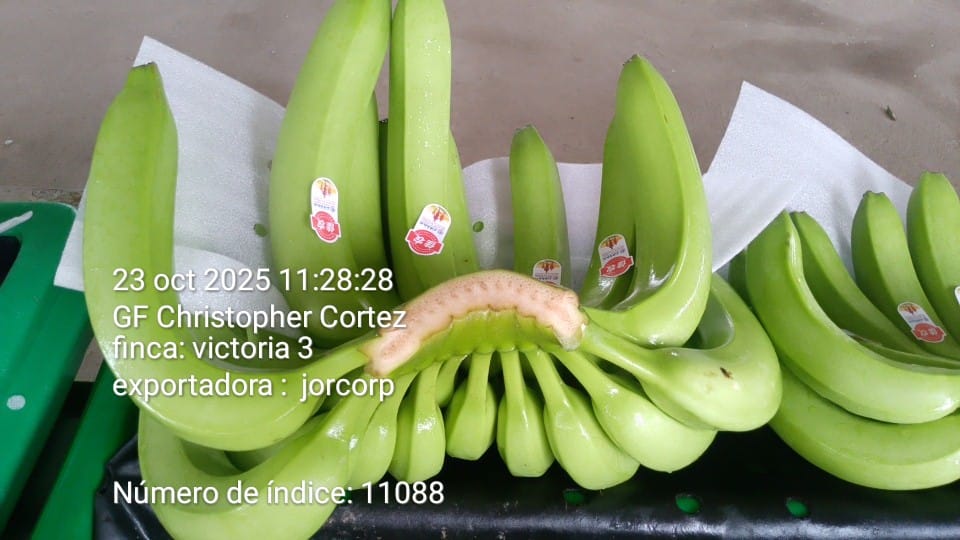 23 oct 2025 11:28:28
GF Christopher Cortez
finca: victoria 3
exportadora :  jorcorp
Número de índice: 11088